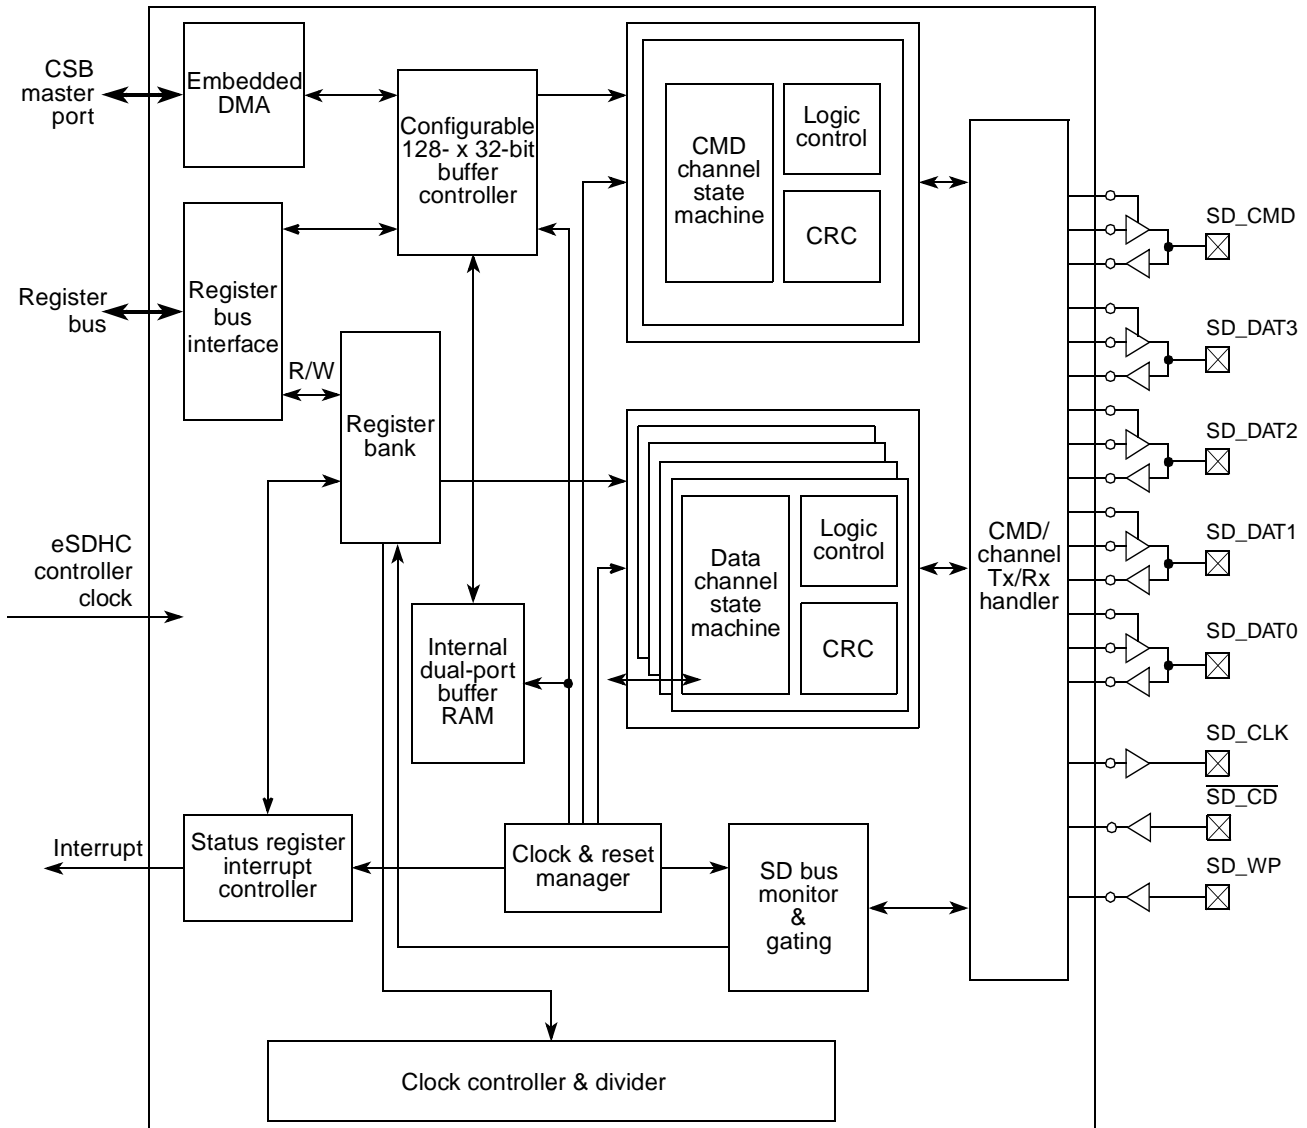 CSB
master
port
Embedded
DMA
Configurable
128- x 32-bit
buffer
controller
CMD
channel
state
machine
Logic
control
CRC
Register
bus
Register
bus
interface
R/W
Register
bank
eSDHC
controller
clock
Internal
dual-port
buffer
RAM
Data
channel
state
machine
Logic
control
CRC
CMD/
channel
Tx/Rx
handler
SD_CMD
SD_DAT3
SD_DAT2
SD_DAT1
SD_DAT0
SD_CLK
SD_CD
SD_WP
Interrupt
Status register
interrupt
controller
Clock & reset
manager
SD bus
monitor
&
gating
Clock controller & divider